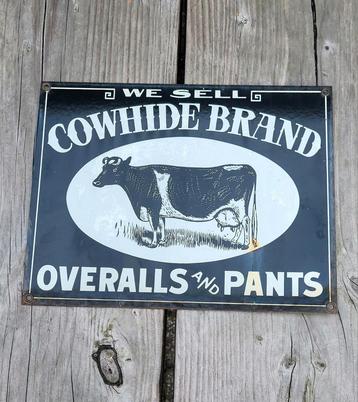 WE SELL
COWHIDE BRAND
OVERALLS AND PANTS